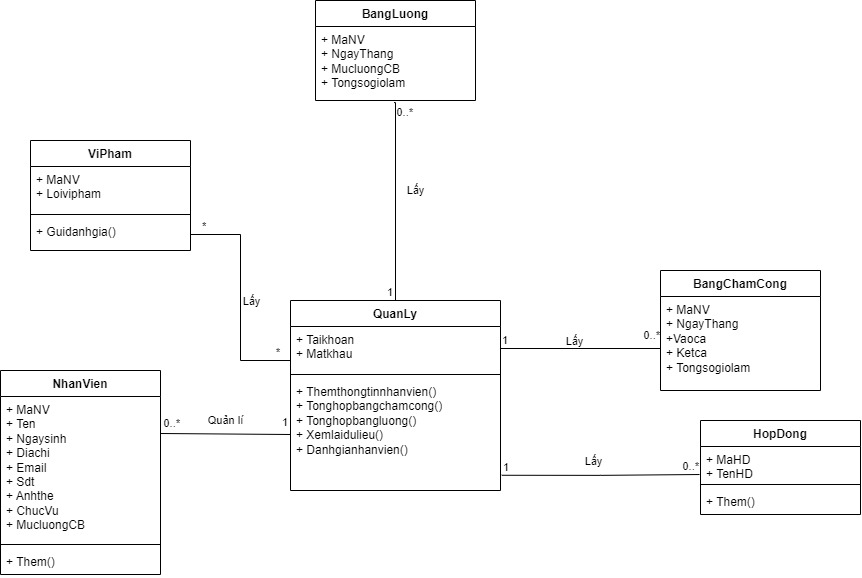 BangLuong
+ MaNV
+ NgayThang
+ MucluongCB
+ Tongsogiolam
0..*
Lấy
1
ViPham
+ MaNV
+ Loivipham
+ Guidanhgia()
*
Lấy
*
QuanLy
+ Taikhoan
+ Matkhau
+ Themthongtinnhanvien()
+ Tonghopbangchamcong()
+ Tonghopbangluong()
+ Xemlaidulieu()
+ Danhgianhanvien()
1
Lấy
0..*
BangChamCong
+ MaNV
+ NgayThang
+Vaoca
+ Ketca
+ Tongsogiolam
NhanVien
+ MaNV
+ Ten
+ Ngaysinh
+ Diachi
+ Email
+ Sdt
+ Anhthe
+ ChucVu
+ MucluongCB
+ Them()
0..*
Quản lí
1
1
Lấy
0..*
HopDong
+ MaHD
+ TenHD
+ Them()